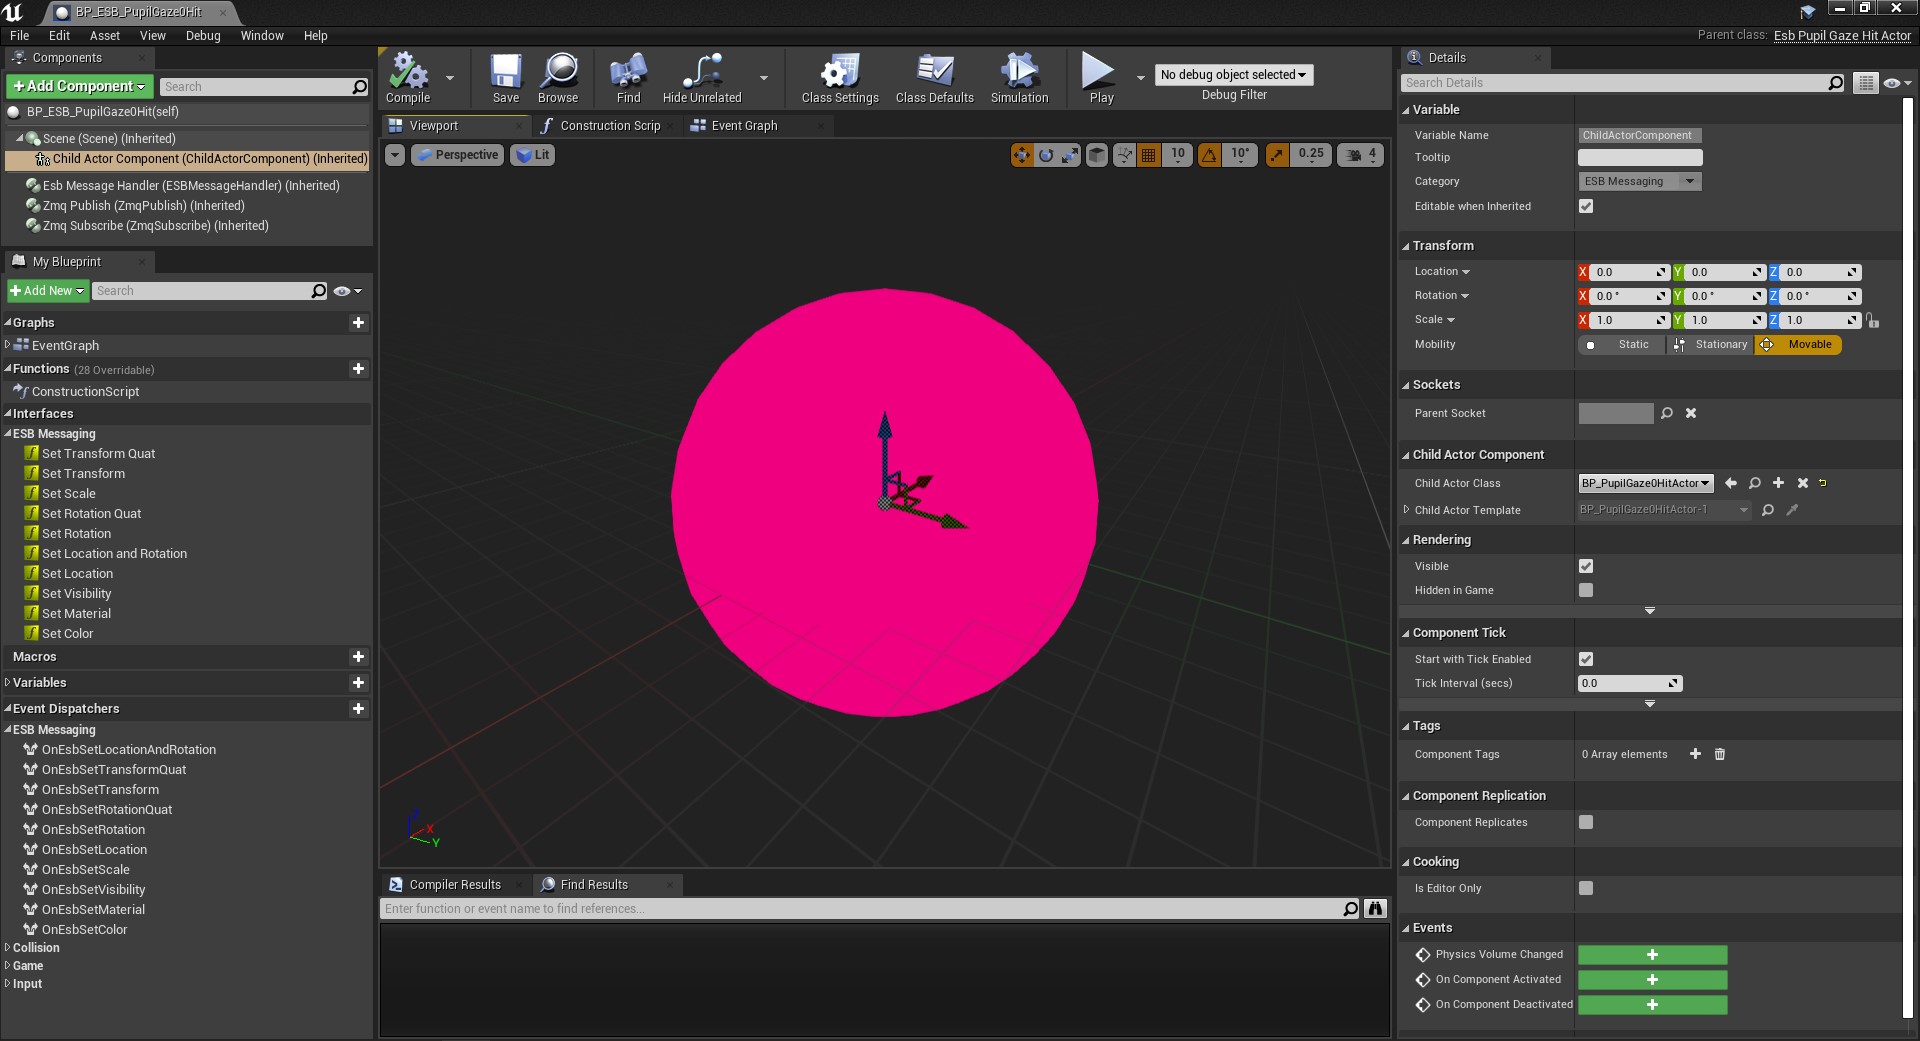 BP_ESB_PupilGaze0Hit
File Edit Asset View Debug Window Help
Parent class: Esb Pupil Gaze Hit Actor
Components
Add Component
Search
BP_ESB_PupilGaze0Hit(self)
Scene (Scene) (Inherited)
Child Actor Component (ChildActorComponent) (Inherited)
Esb Message Handler (ESBMessageHandler) (Inherited)
Zmq Publish (ZmqPublish) (Inherited)
Zmq Subscribe (ZmqSubscribe) (Inherited)
My Blueprint
Add New
Search
Graphs
EventGraph
Functions (28 Overridable)
ConstructionScript
Interfaces
ESB Messaging
Set Transform Quat
Set Transform
Set Scale
Set Rotation Quat
Set Rotation
Set Location and Rotation
Set Location
Set Visibility
Set Material
Set Color
Macros
Variables
Event Dispatchers
ESB Messaging
OnEsbSetLocationAndRotation
OnEsbSetTransformQuat
OnEsbSetTransform
OnEsbSetRotationQuat
OnEsbSetRotation
OnEsbSetLocation
OnEsbSetScale
OnEsbSetVisibility
OnEsbSetMaterial
OnEsbSetColor
Collision
Game
Input
Compile
Save
Browse
Find
Hide Unrelated
Class Settings
Class Defaults
Simulation
Play
No debug object selected
Debug Filter
Viewport
Construction Scrip
Event Graph
Perspective
Lit
10
10°
0.25
4
X
Y
Compiler Results
Find Results
Enter function or event name to find references...
Details
Search Details
Variable
Variable Name ChildActorComponent
Tooltip
Category ESB Messaging
Editable when Inherited
Transform
Location X 0.0 Y 0.0 Z 0.0
Rotation X 0.0 ° Y 0.0 ° Z 0.0 °
Scale X 1.0 Y 1.0 Z 1.0
Mobility Static Stationary Movable
Sockets
Parent Socket
Child Actor Component
Child Actor Class BP_PupilGaze0HitActor
Child Actor Template BP_PupilGaze0HitActor-1
Rendering
Visible
Hidden in Game
Component Tick
Start with Tick Enabled
Tick Interval (secs) 0.0
Tags
Component Tags 0 Array elements
Component Replication
Component Replicates
Cooking
Is Editor Only
Events
Physics Volume Changed
On Component Activated
On Component Deactivated